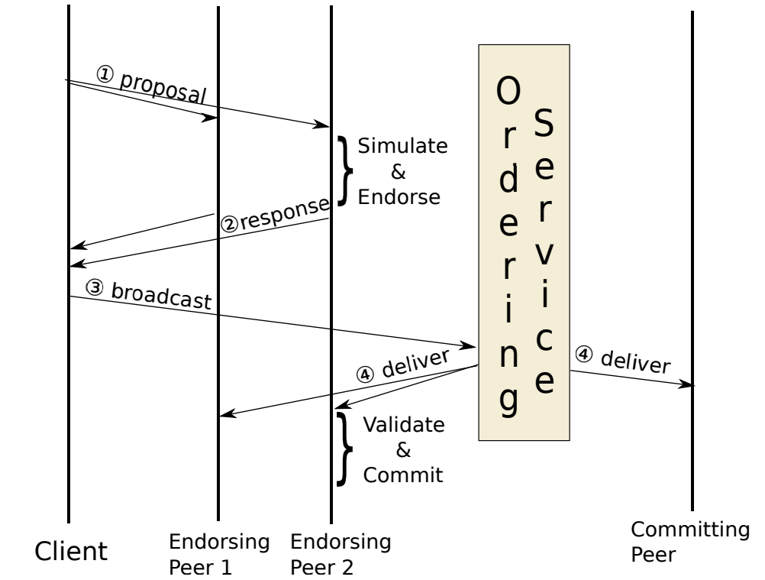 ① proposal
Simulate
&
Endorse
②response
③ broadcast
Ordering
Service
④ deliver
④ deliver
Validate
&
Commit
Client
Endorsing
Peer 1
Endorsing
Peer 2
Committing
Peer